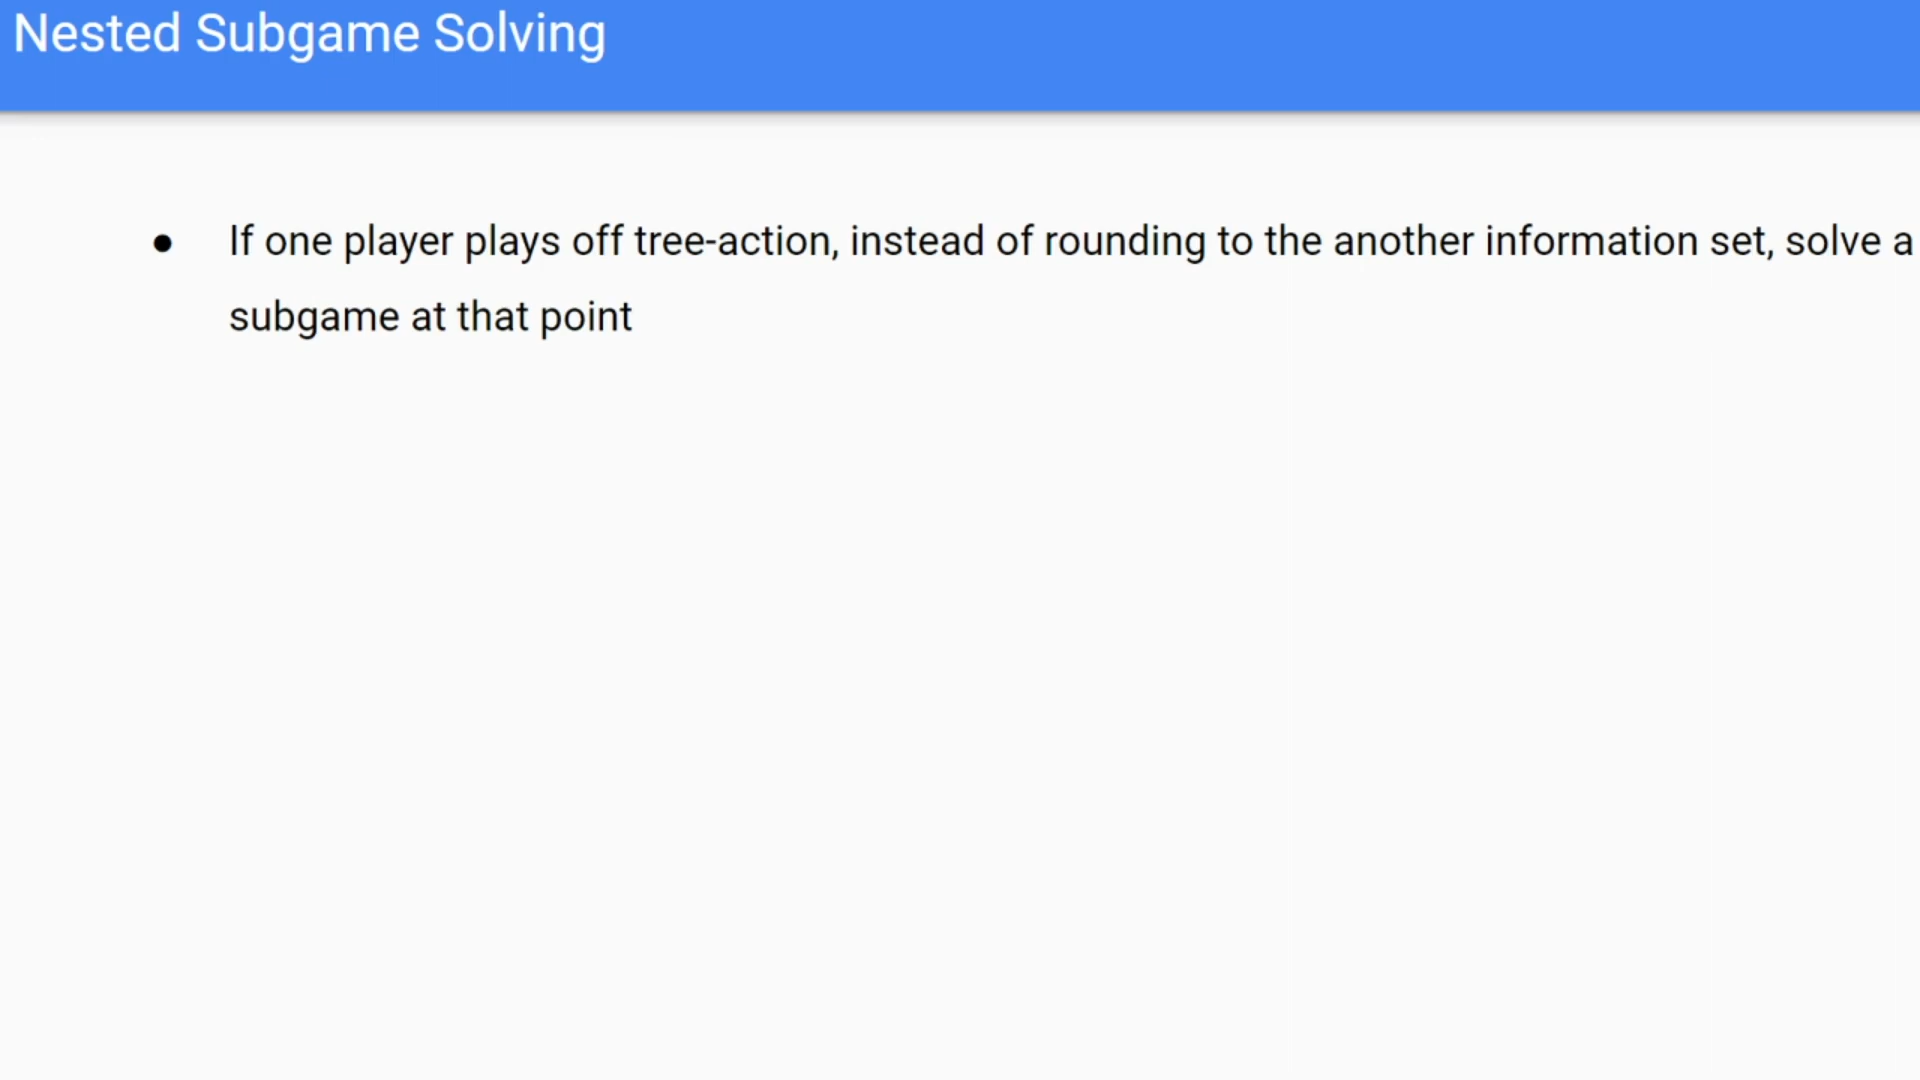 Nested Subgame Solving
● If one player plays off tree-action, instead of rounding to the another information set, solve a
subgame at that point